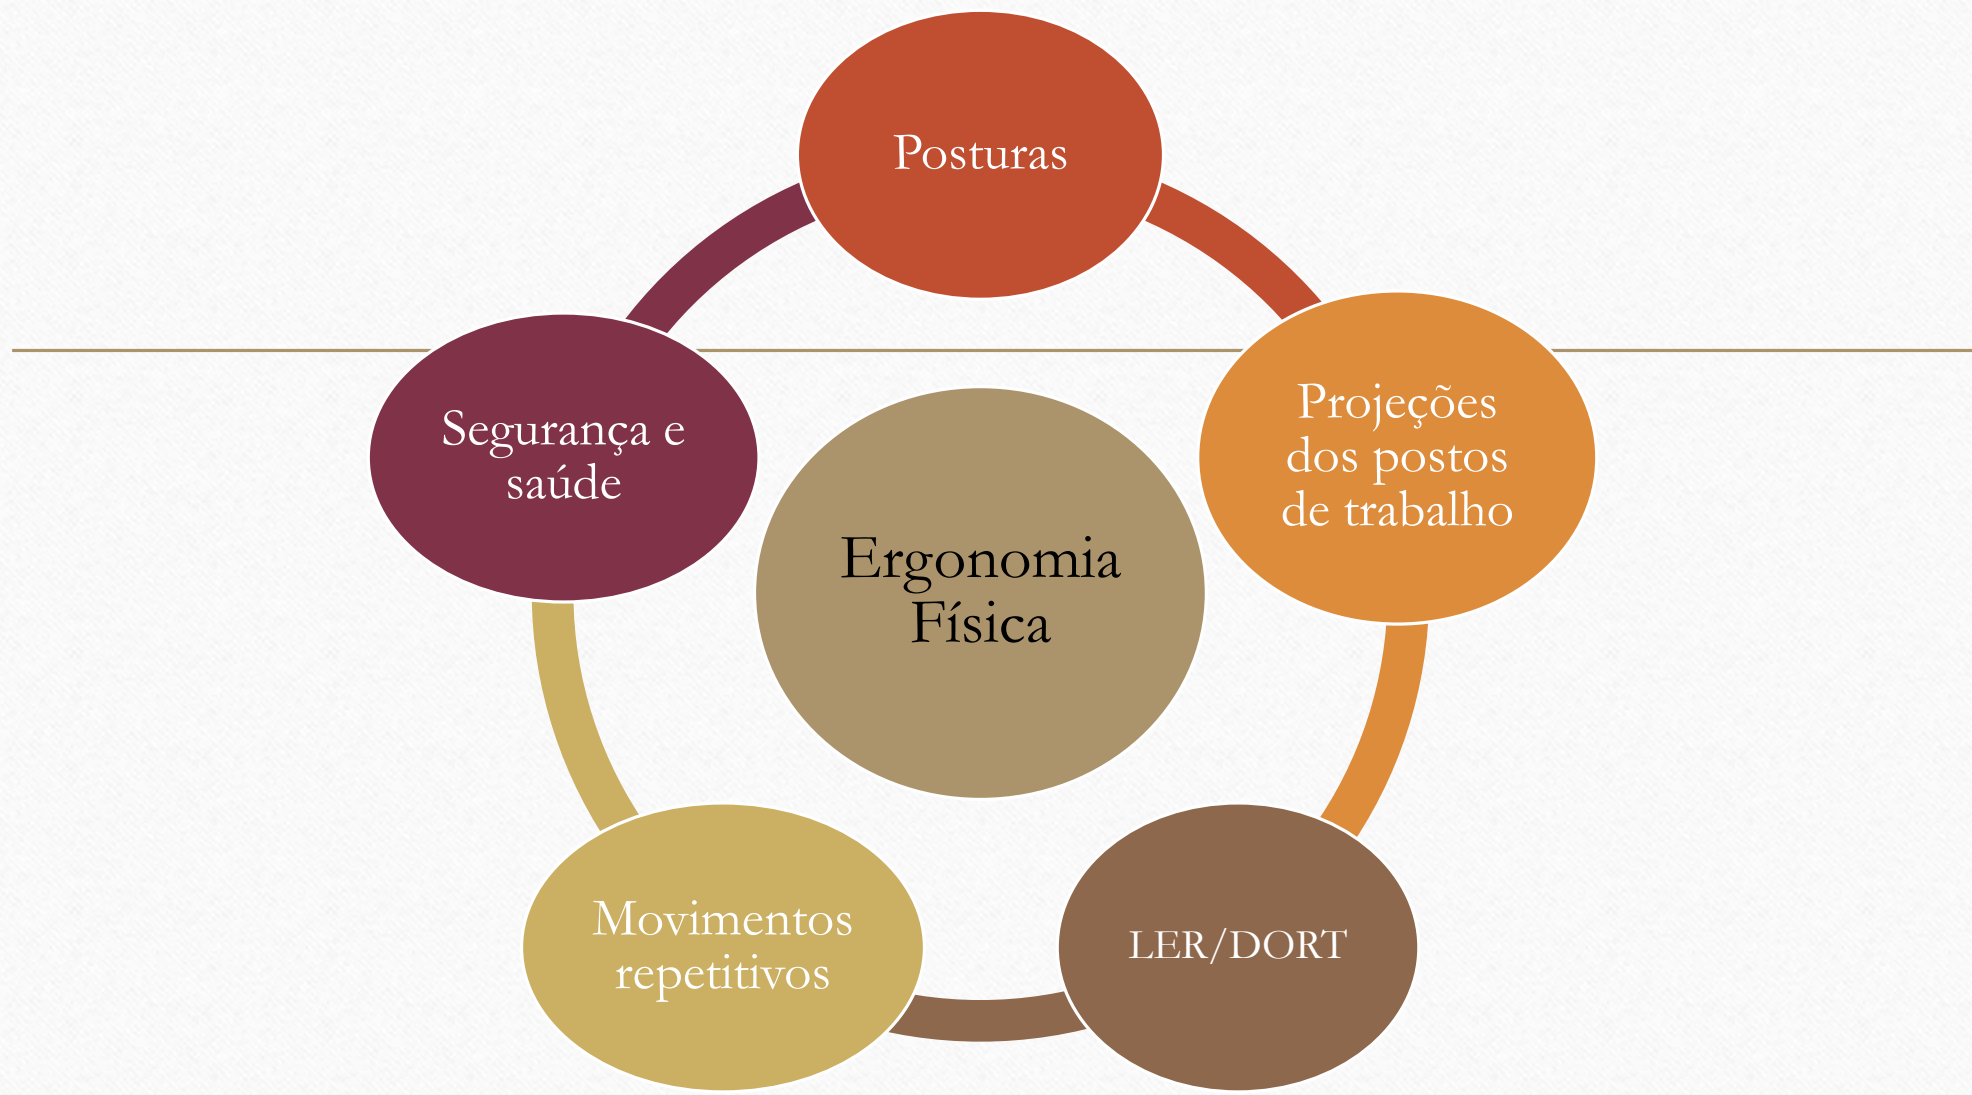 Posturas
Projeções
dos postos
de trabalho
LER/DORT
Movimentos
repetitivos
Segurança e
saúde
Ergonomia
Física